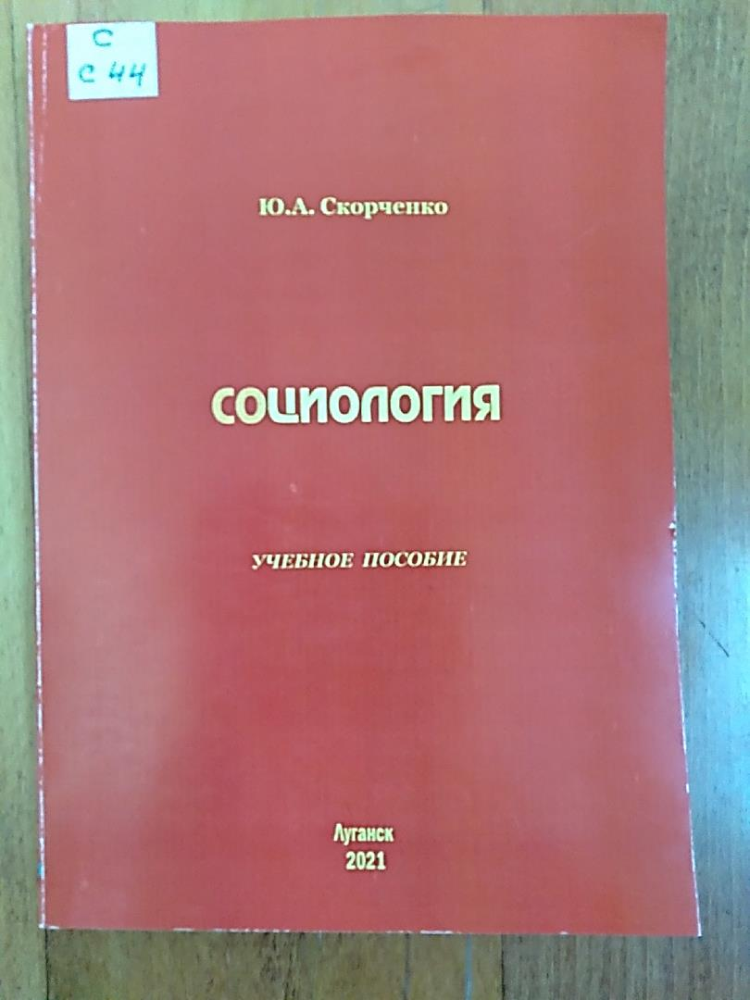 С
С 44
Ю.А. Скорченко
СОЦИОЛОГИЯ
УЧЕБНОЕ ПОСОБИЕ
Луганск
2021